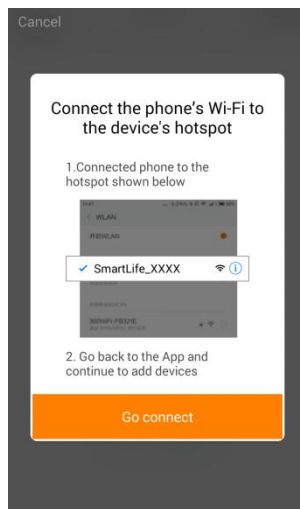 Cancel
Connect the phone's Wi-Fi to
the device's hotspot
1.Connected phone to the
hotspot shown below
WLAN
SmartLife_XXXX
2. Go back to the App and
continue to add devices
Go connect